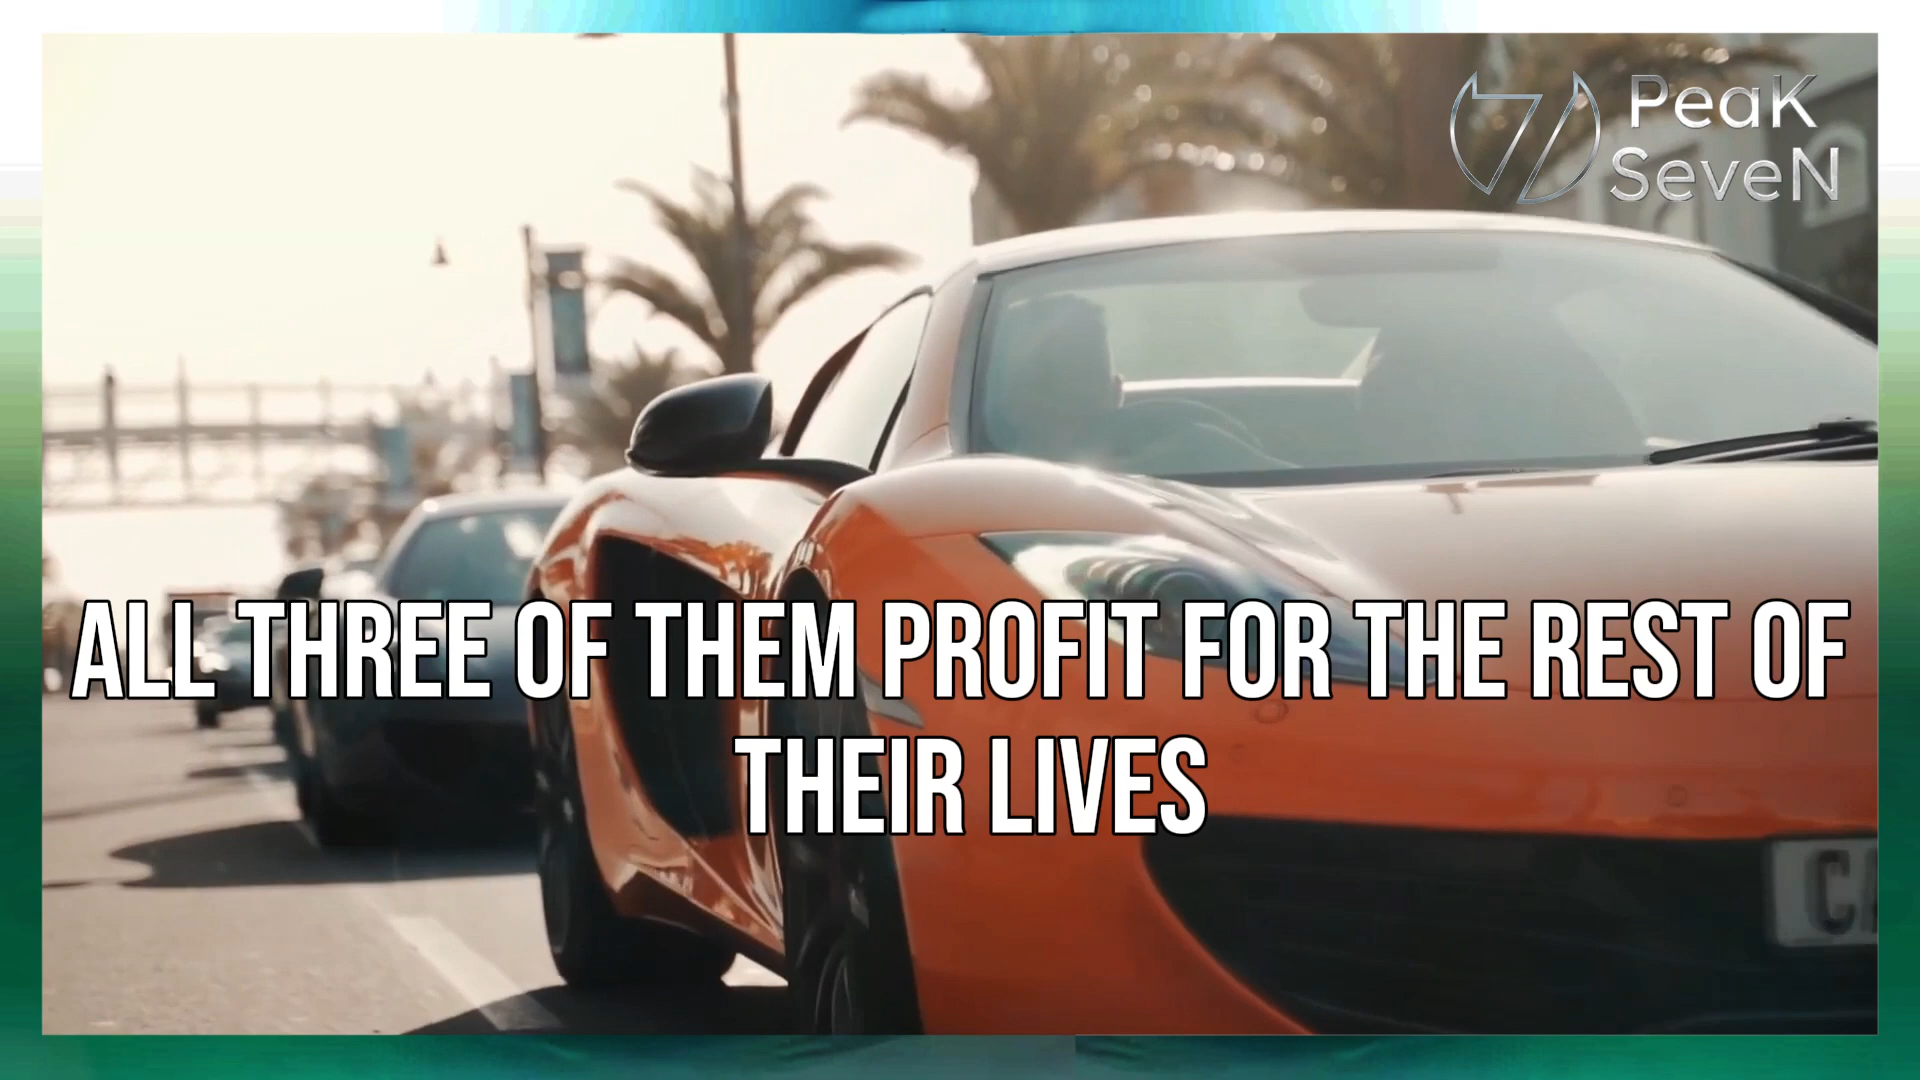 PeaK
SeveN
ALL THREE OF THEM PROFIT FOR THE REST OF
THEIR LIVES